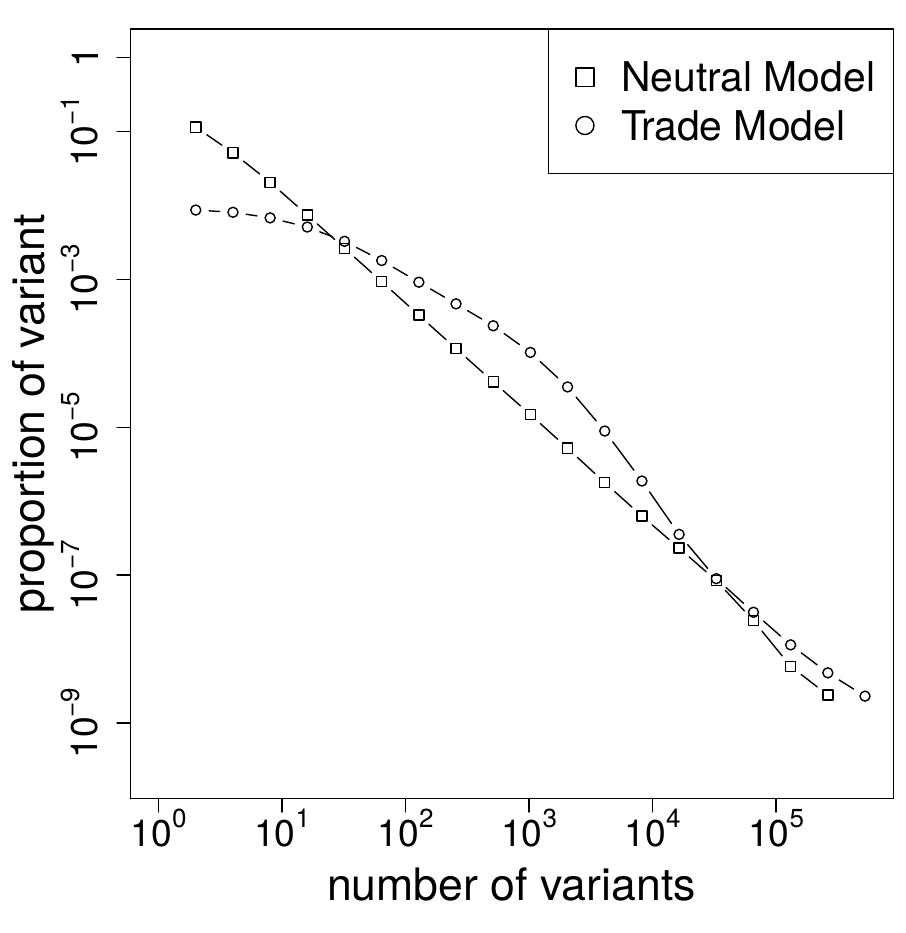 Neutral Model
Trade Model
proportion of variant
1
10⁻¹
10⁻³
10⁻⁵
10⁻⁷
10⁻⁹
10⁰ 10¹ 10² 10³ 10⁴ 10⁵
number of variants